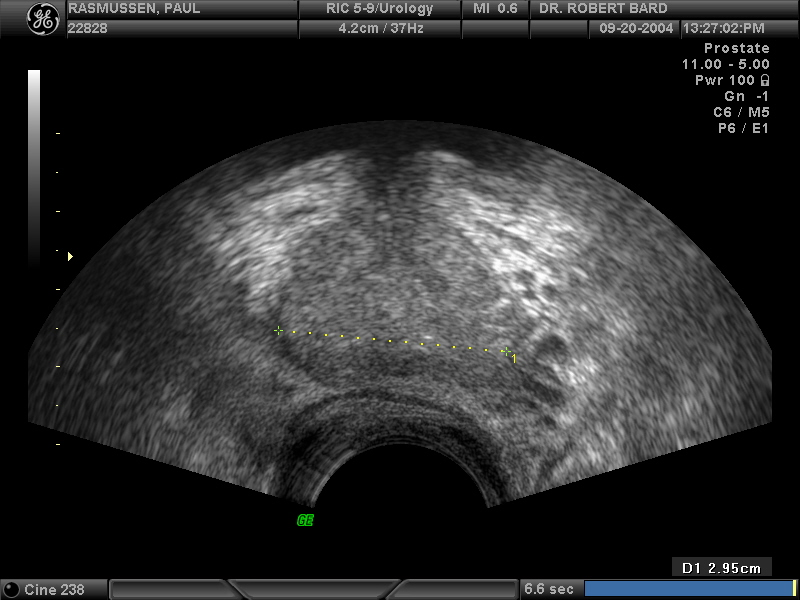 RASMUSSEN, PAUL RIC 5-9/Urology MI 0.6 DR. ROBERT BARD
22828 4.2cm / 37Hz 09-20-2004 13:27:02:PM
Prostate
11.00 - 5.00
Pwr 100
Gn -1
C6 / M5
P6 / E1
1
GE
D1 2.95cm
Cine 238 6.6 sec